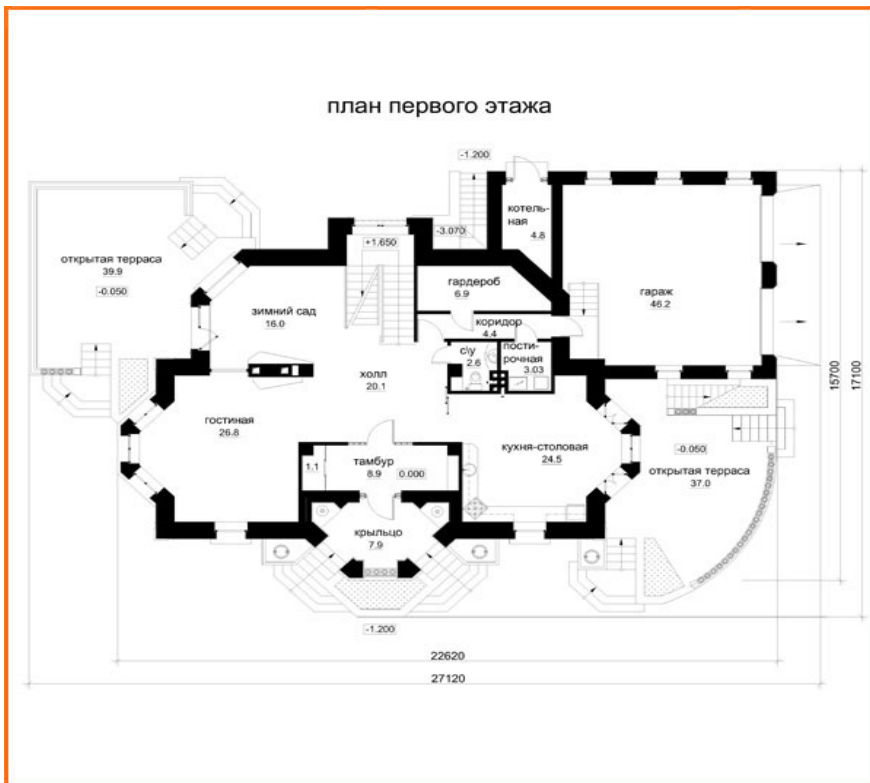 план первого этажа
-1.200
котель-
ная
4.8
-3.070
+1.650
открытая терраса
39.9
-0.050
гардероб
6.9
гараж
46.2
зимний сад
16.0
коридор
4.4
с\у
2.6
пости-
рочная
3.03
холл
20.1
15700
17100
гостиная
26.8
кухня-столовая
24.5
-0.050
открытая терраса
37.0
1.1
тамбур
8.9
0.000
крыльцо
7.9
-1.200
22620
27120